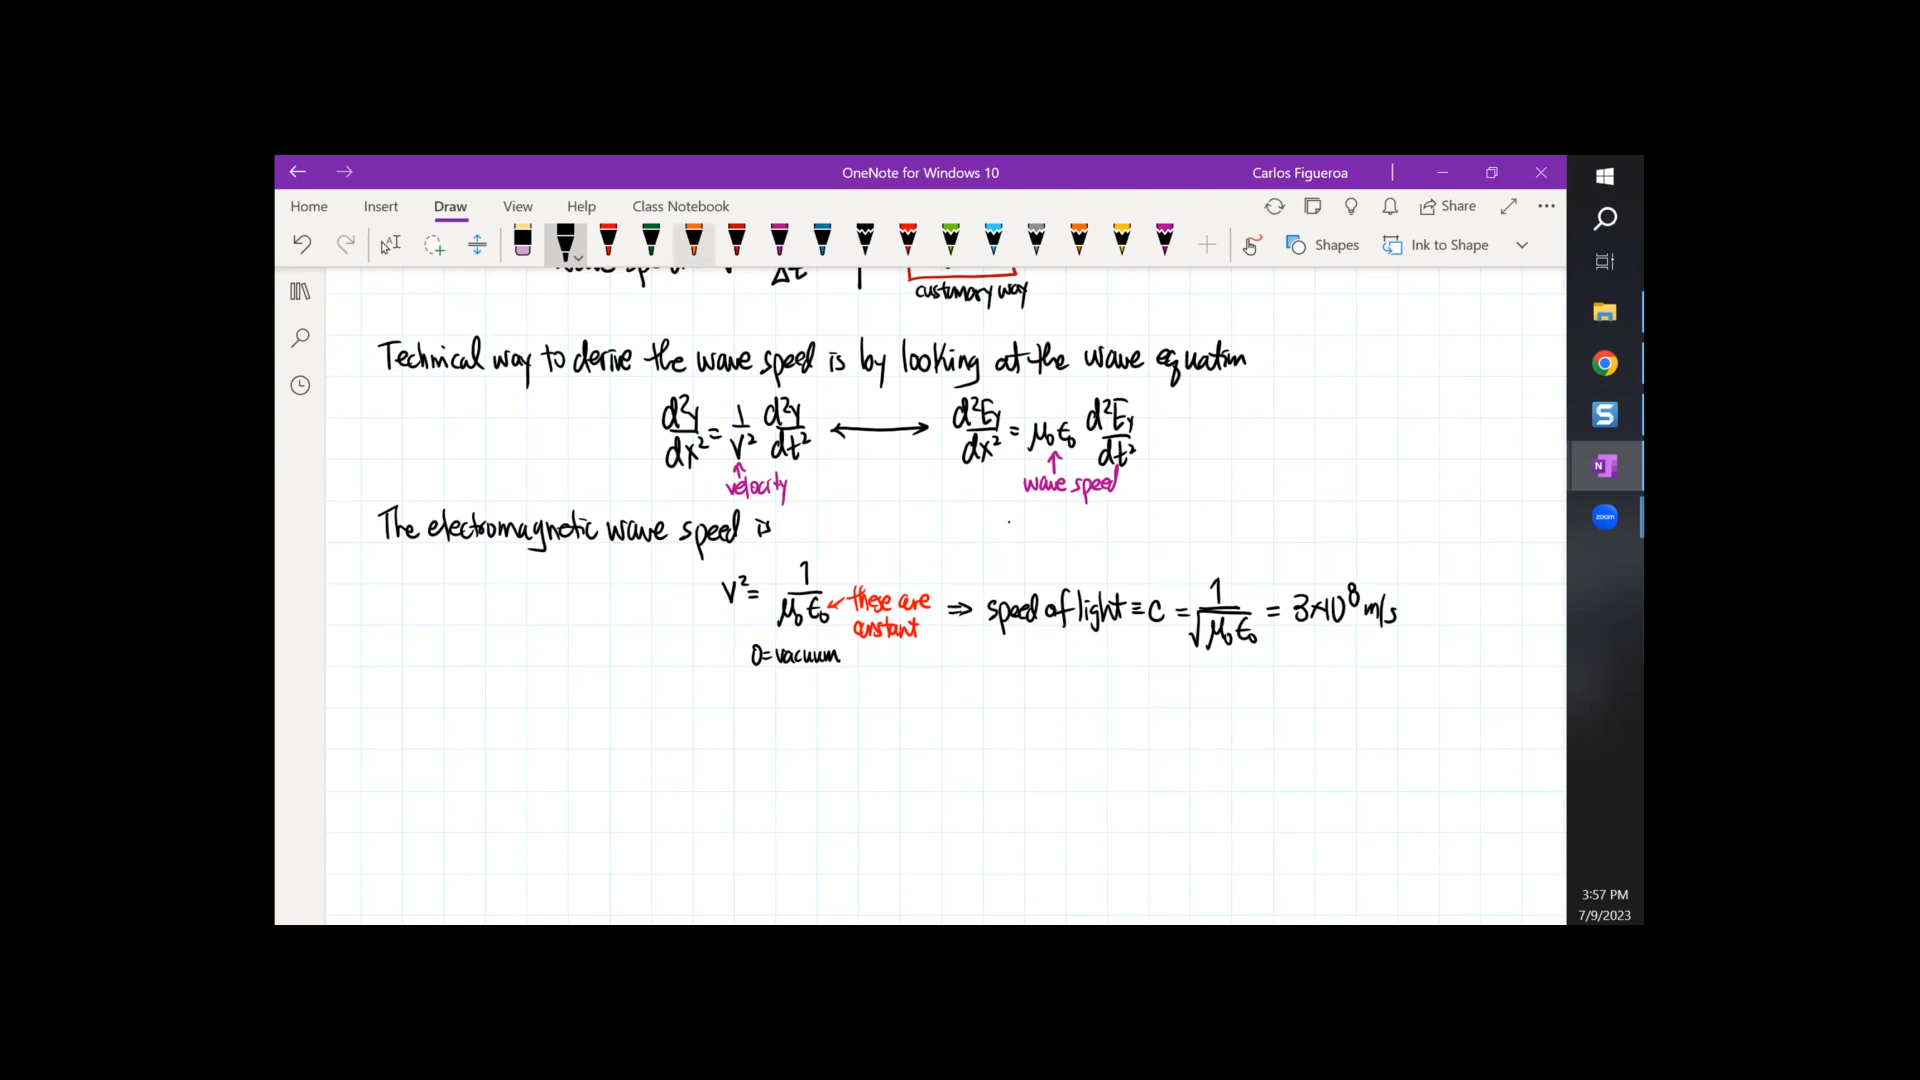 OneNote for Windows 10
Carlos Figueroa
Home Insert Draw View Help Class Notebook
Share
Shapes
Ink to Shape
Δt
customary way
Technical way to derive the wave speed is by looking at the wave equation
d²y/dx² = 1/v² d²y/dt² ⟷ d²Ey/dx² = μ₀ε₀ d²Ey/dt²
↑ velocity
↑ wave speed
The electromagnetic wave speed is
V² = 1/μ₀ε₀ ← these are constant ⇒ speed of light ≡ C = 1/√μ₀ε₀ = 3×10⁸ m/s
0=vacuum
zoom
3:57 PM
7/9/2023